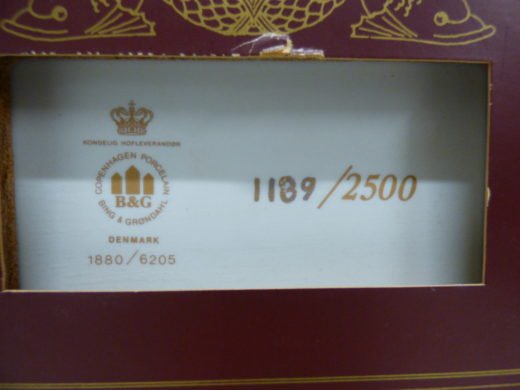 KONGELIG HOFLEVERANDØR
COPENHAGEN PORCELAIN
B&G
BING & GRØNDAHL
DENMARK
1880/6205
1189/2500